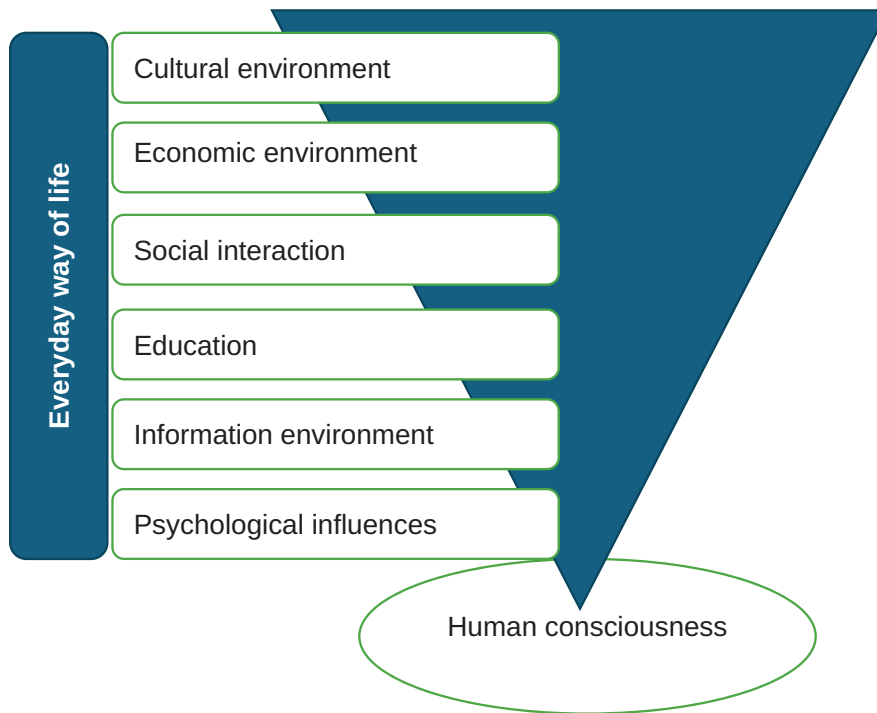 Everyday way of life
Cultural environment
Economic environment
Social interaction
Education
Information environment
Psychological influences
Human consciousness